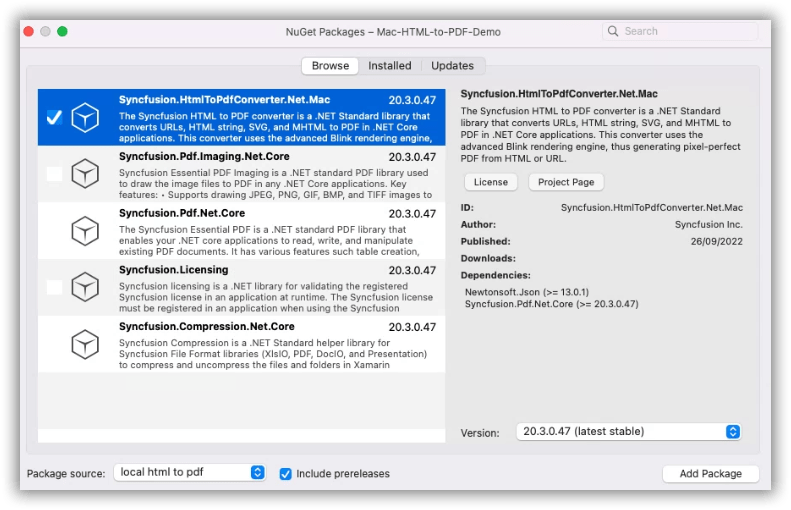 NuGet Packages – Mac-HTML-to-PDF-Demo
Search
Browse
Installed
Updates
Syncfusion.HtmlToPdfConverter.Net.Mac 20.3.0.47
The Syncfusion HTML to PDF converter is a .NET Standard library that
converts URLs, HTML string, SVG, and MHTML to PDF in .NET Core
applications. This converter uses the advanced Blink rendering engine,
Syncfusion.Pdf.Imaging.Net.Core 20.3.0.47
Syncfusion Essential PDF Imaging is a .NET standard PDF library used
to draw the image files to PDF in any .NET Core applications. Key
features: • Supports drawing JPEG, PNG, GIF, BMP, and TIFF images to
Syncfusion.Pdf.Net.Core 20.3.0.47
The Syncfusion Essential PDF is a .NET standard PDF library that
enables your .NET core applications to read, write, and manipulate
existing PDF documents. It has various features such table creation,
Syncfusion.Licensing 20.3.0.47
Syncfusion licensing is a .NET library for validating the registered
Syncfusion license in an application at runtime. The Syncfusion license
must be registered in an application when using the Syncfusion
Syncfusion.Compression.Net.Core 20.3.0.47
Syncfusion Compression is a .NET Standard helper library for
Syncfusion File Format libraries (XlsIO, PDF, DocIO, and Presentation)
to compress and uncompress the files and folders in Xamarin
Syncfusion.HtmlToPdfConverter.Net.Mac
The Syncfusion HTML to PDF converter is a .NET Standard
library that converts URLs, HTML string, SVG, and MHTML to
PDF in .NET Core applications. This converter uses the
advanced Blink rendering engine, thus generating pixel-perfect
PDF from HTML or URL.
License
Project Page
ID: Syncfusion.HtmlToPdfConverter.Net.Mac
Author: Syncfusion Inc.
Published: 26/09/2022
Downloads:
Dependencies:
Newtonsoft.Json (>= 13.0.1)
Syncfusion.Pdf.Net.Core (>= 20.3.0.47)
Version: 20.3.0.47 (latest stable)
Package source: local html to pdf
Include prereleases
Add Package